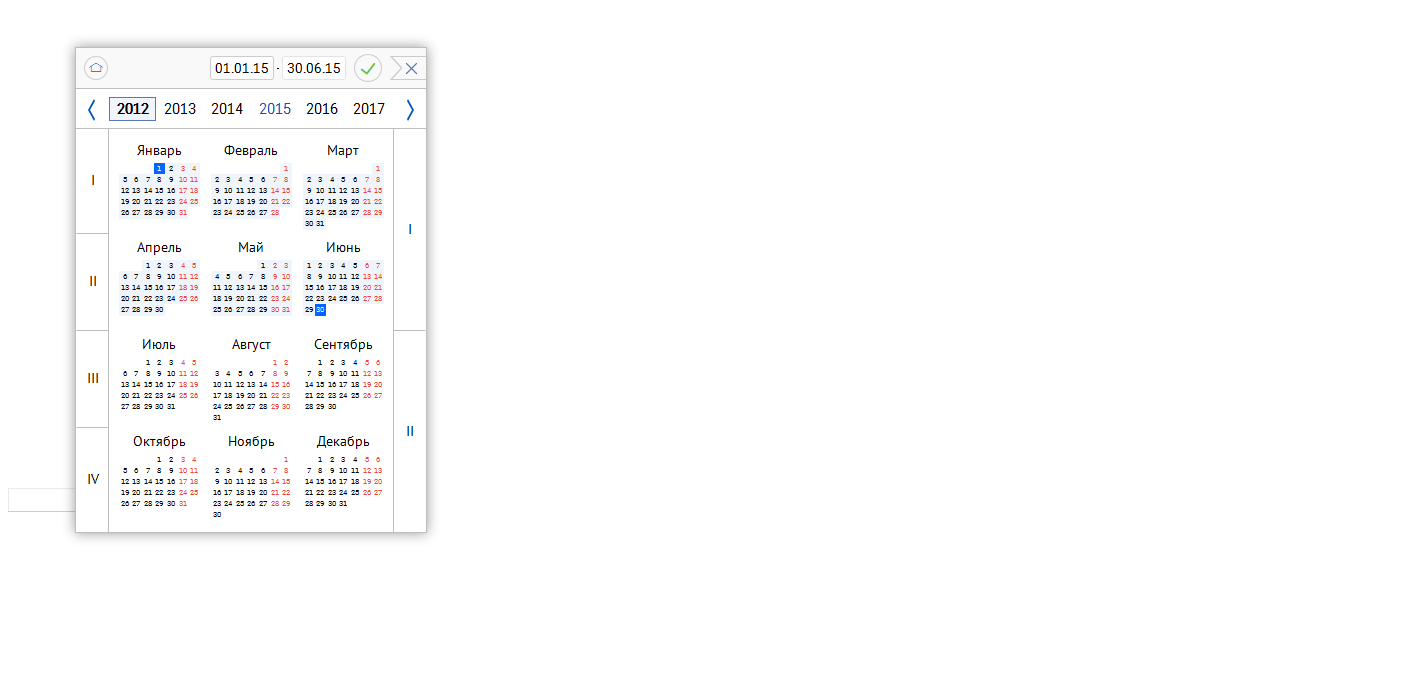 01.01.15 - 30.06.15
2012 2013 2014 2015 2016 2017
I
Январь Февраль Март
1 2 3 4 1 1
5 6 7 8 9 10 11 2 3 4 5 6 7 8 2 3 4 5 6 7 8
12 13 14 15 16 17 18 9 10 11 12 13 14 15 9 10 11 12 13 14 15
19 20 21 22 23 24 25 16 17 18 19 20 21 22 16 17 18 19 20 21 22
26 27 28 29 30 31 23 24 25 26 27 28 23 24 25 26 27 28 29
30 31
I
II
Апрель Май Июнь
1 2 3 4 5 1 2 3 1 2 3 4 5 6 7
6 7 8 9 10 11 12 4 5 6 7 8 9 10 8 9 10 11 12 13 14
13 14 15 16 17 18 19 11 12 13 14 15 16 17 15 16 17 18 19 20 21
20 21 22 23 24 25 26 18 19 20 21 22 23 24 22 23 24 25 26 27 28
27 28 29 30 25 26 27 28 29 30 31 29 30
III
Июль Август Сентябрь
1 2 3 4 5 1 2 1 2 3 4 5 6
6 7 8 9 10 11 12 3 4 5 6 7 8 9 7 8 9 10 11 12 13
13 14 15 16 17 18 19 10 11 12 13 14 15 16 14 15 16 17 18 19 20
20 21 22 23 24 25 26 17 18 19 20 21 22 23 21 22 23 24 25 26 27
27 28 29 30 31 24 25 26 27 28 29 30 28 29 30
31
II
IV
Октябрь Ноябрь Декабрь
1 2 3 4 1 1 2 3 4 5 6
5 6 7 8 9 10 11 2 3 4 5 6 7 8 7 8 9 10 11 12 13
12 13 14 15 16 17 18 9 10 11 12 13 14 15 14 15 16 17 18 19 20
19 20 21 22 23 24 25 16 17 18 19 20 21 22 21 22 23 24 25 26 27
26 27 28 29 30 31 23 24 25 26 27 28 29 28 29 30 31
30